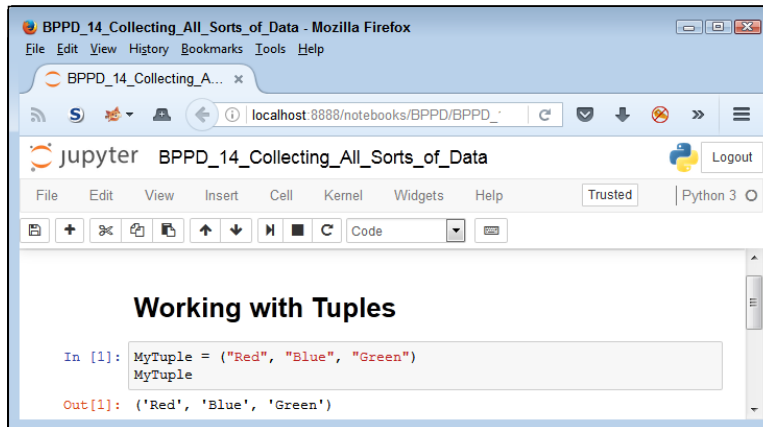 BPPD_14_Collecting_All_Sorts_of_Data - Mozilla Firefox
File Edit View History Bookmarks Tools Help
BPPD_14_Collecting_A... ×
S localhost:8888/notebooks/BPPD/BPPD_
jupyter BPPD_14_Collecting_All_Sorts_of_Data Logout
File Edit View Insert Cell Kernel Widgets Help Trusted Python 3
Code
Working with Tuples
In [1]: MyTuple = ("Red", "Blue", "Green")
MyTuple
Out[1]: ('Red', 'Blue', 'Green')